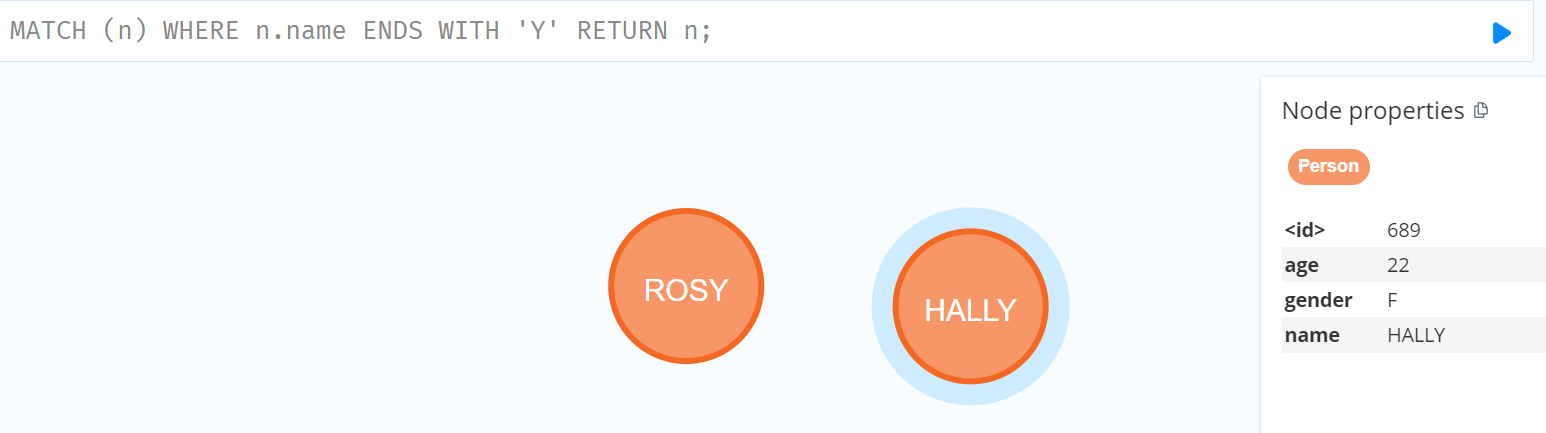 MATCH (n) WHERE n.name ENDS WITH 'Y' RETURN n;
Node properties
Person
ROSY
HALLY
<id> 689
age 22
gender F
name HALLY